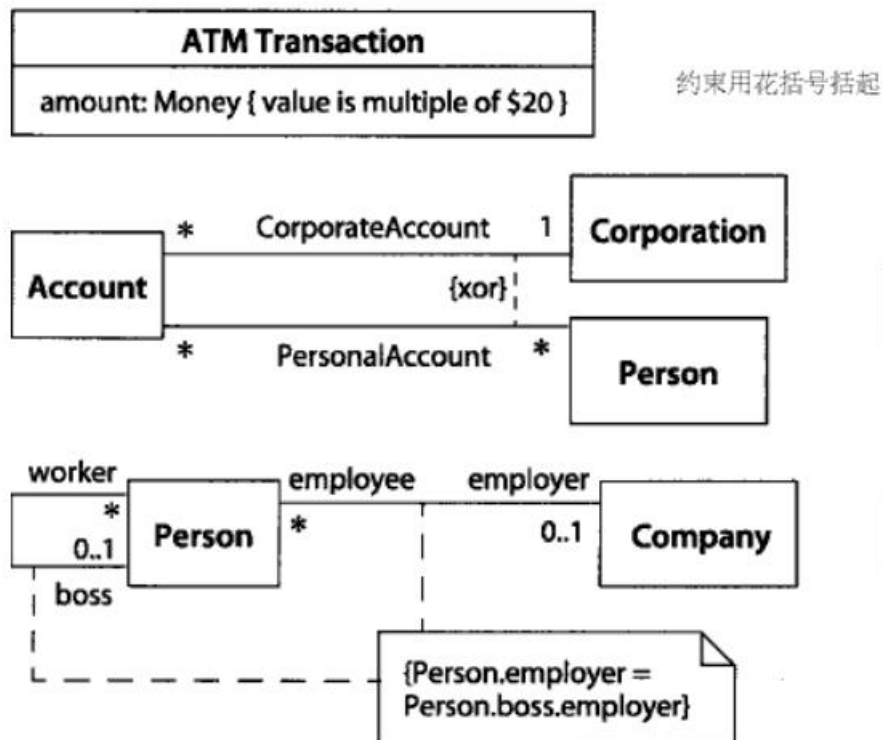 ATM Transaction
amount: Money { value is multiple of $20 }
约束用花括号括起
Account
*
CorporateAccount
1
Corporation
{xor}
*
PersonalAccount
*
Person
worker
*
0..1
boss
Person
employee
*
employer
0..1
Company
{Person.employer =
Person.boss.employer}